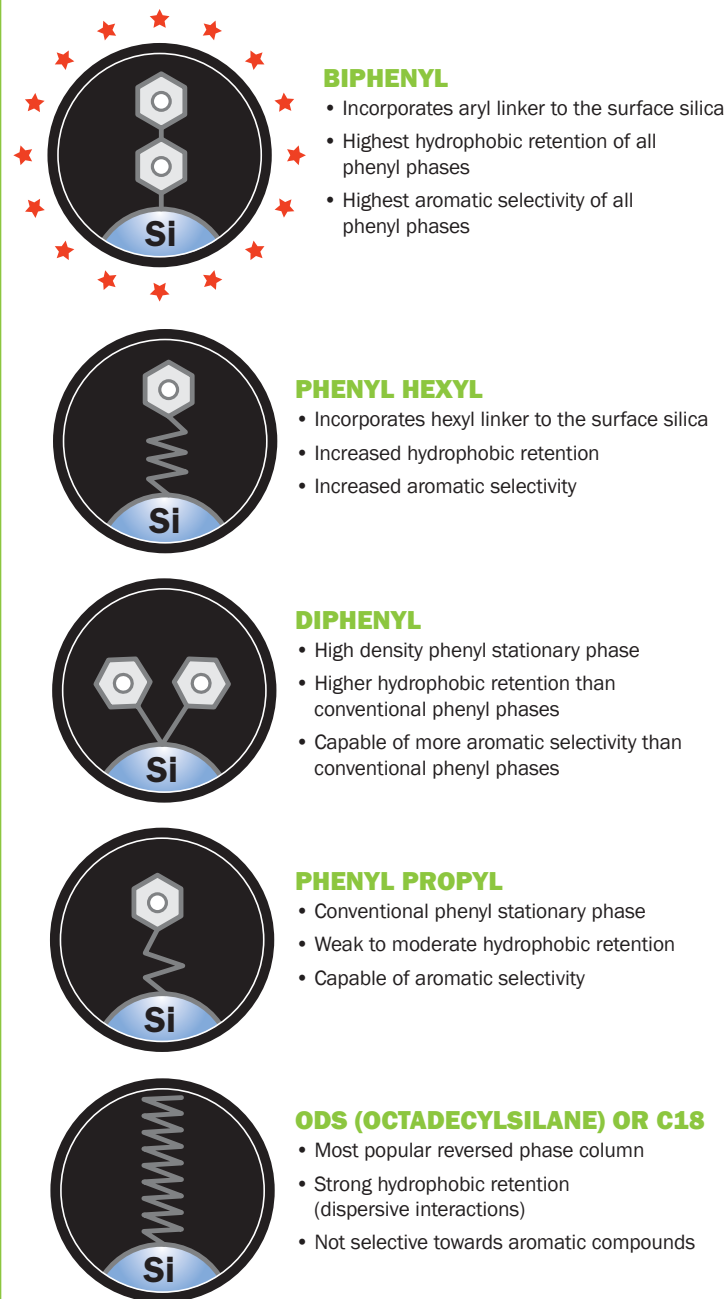 BIPHENYL
• Incorporates aryl linker to the surface silica
• Highest hydrophobic retention of all
phenyl phases
• Highest aromatic selectivity of all
phenyl phases
Si
PHENYL HEXYL
• Incorporates hexyl linker to the surface silica
• Increased hydrophobic retention
• Increased aromatic selectivity
Si
DIPHENYL
• High density phenyl stationary phase
• Higher hydrophobic retention than
conventional phenyl phases
• Capable of more aromatic selectivity than
conventional phenyl phases
Si
PHENYL PROPYL
• Conventional phenyl stationary phase
• Weak to moderate hydrophobic retention
• Capable of aromatic selectivity
Si
ODS (OCTADECYLSILANE) OR C18
• Most popular reversed phase column
• Strong hydrophobic retention
(dispersive interactions)
• Not selective towards aromatic compounds
Si